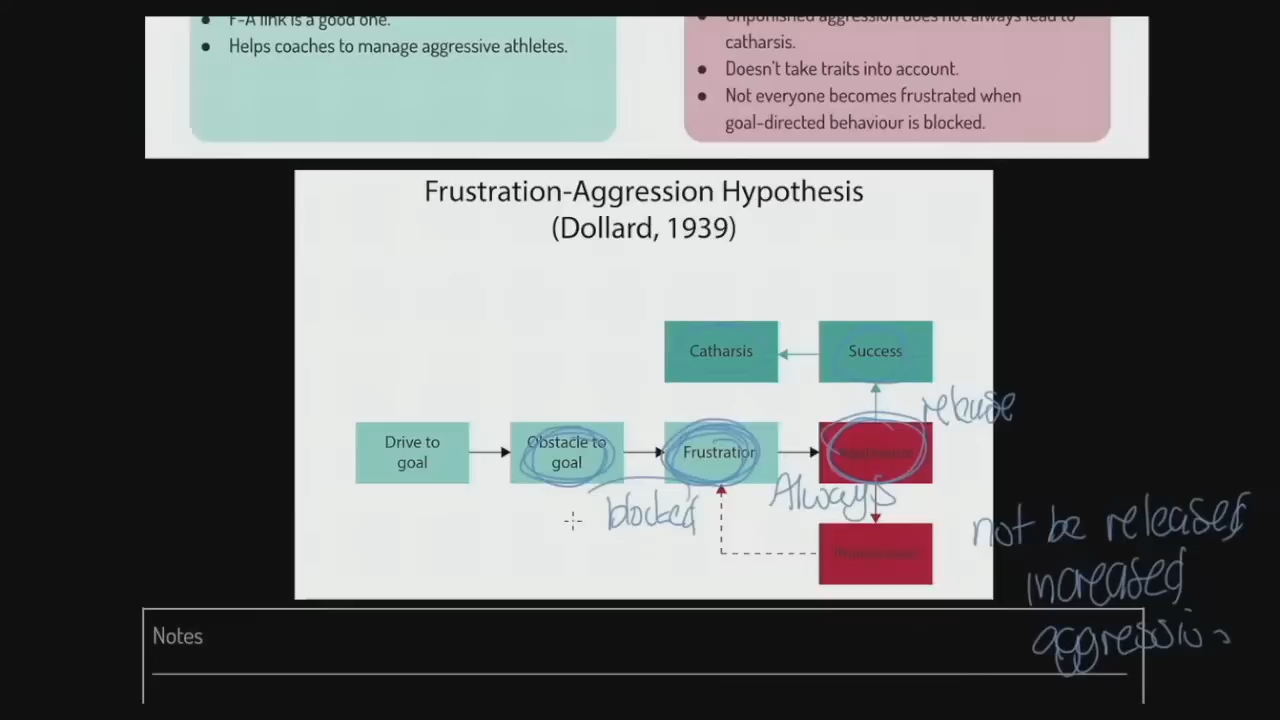 F-A link is a good one.
Helps coaches to manage aggressive athletes.
Unpunished aggression does not always lead to
catharsis.
Doesn't take traits into account.
Not everyone becomes frustrated when
goal-directed behaviour is blocked.
Frustration-Aggression Hypothesis
(Dollard, 1939)
Catharsis
Success
Drive to
goal
Obstacle to
goal
Frustration
blocked
Always
not be released
increased
aggression
Notes